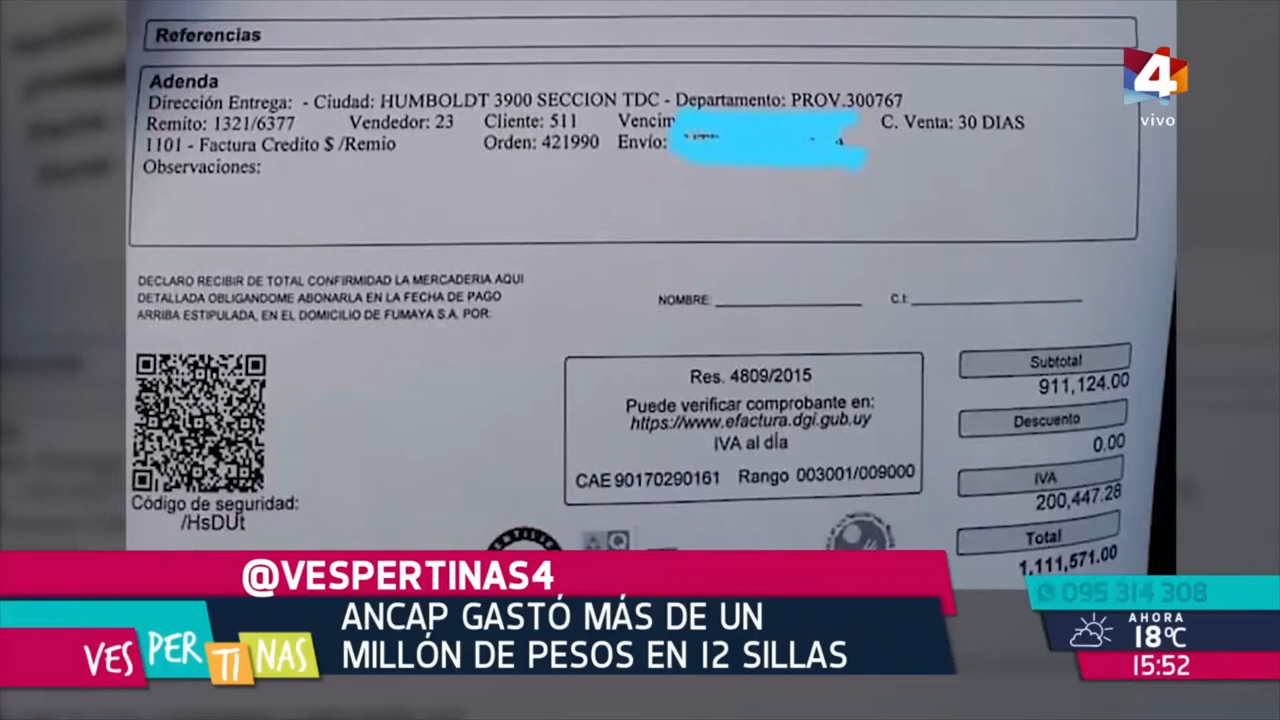 Referencias
4
vivo
Adenda
Dirección Entrega: - Ciudad: HUMBOLDT 3900 SECCION TDC - Departamento: PROV.300767
Remito: 1321/6377 Vendedor: 23 Cliente: 511 Vencim C. Venta: 30 DIAS
1101 - Factura Credito $ /Remio Orden: 421990 Envío:
Observaciones:
DECLARO RECIBIR DE TOTAL CONFIRMIDAD LA MERCADERIA AQUI
DETALLADA OBLIGANDOME ABONARLA EN LA FECHA DE PAGO
ARRIBA ESTIPULADA, EN EL DOMICILIO DE FUMAYA S.A. POR:
NOMBRE: C.I:
Res. 4809/2015
Puede verificar comprobante en:
https://www.efactura.dgi.gub.uy
IVA al día
CAE 90170290161 Rango 003001/009000
Subtotal
911,124.00
Descuento
0.00
IVA
200,447.28
Total
1,111,571.00
Código de seguridad:
/HsDUt
@VESPERTINAS4
ANCAP GASTÓ MÁS DE UN
MILLÓN DE PESOS EN 12 SILLAS
VESPERTINAS
095 314 308
AHORA
18°C
15:52